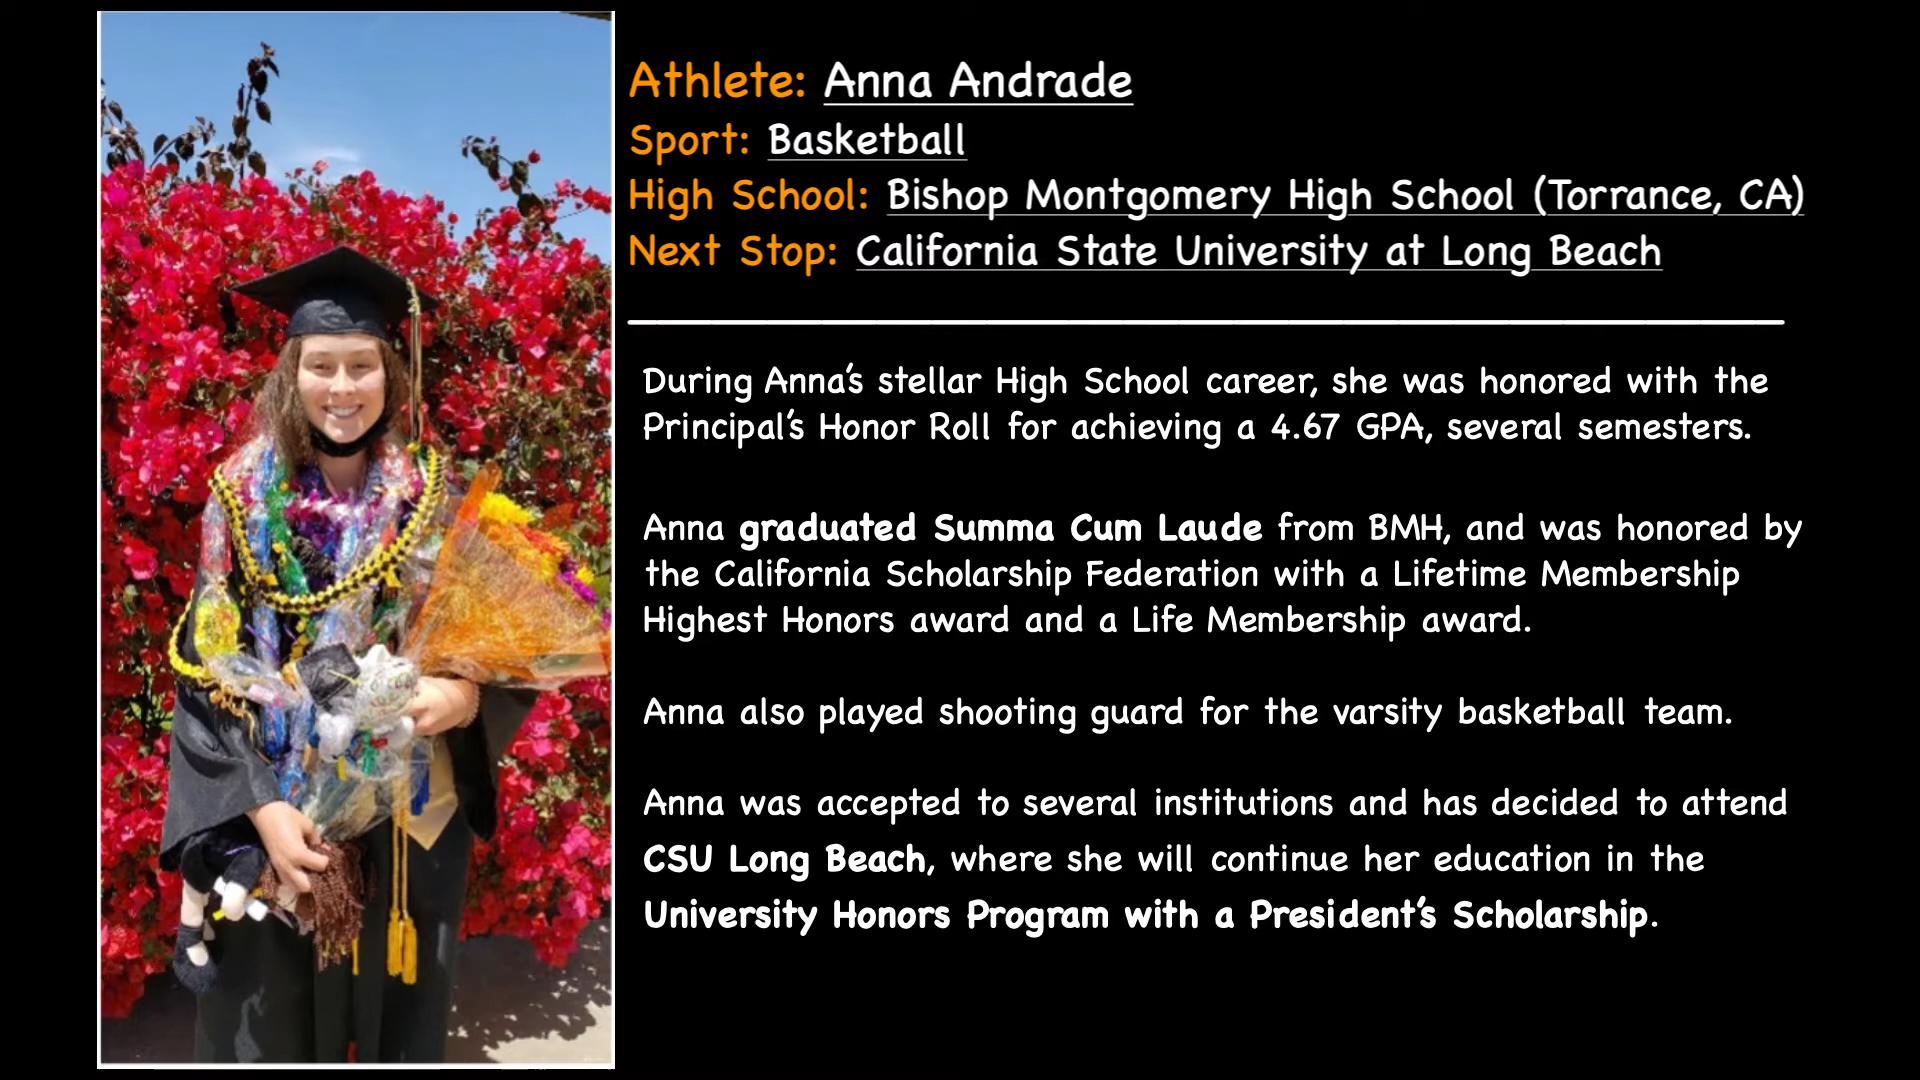 Athlete: Anna Andrade
Sport: Basketball
High School: Bishop Montgomery High School (Torrance, CA)
Next Stop: California State University at Long Beach
During Anna's stellar High School career, she was honored with the
Principal's Honor Roll for achieving a 4.67 GPA, several semesters.
Anna graduated Summa Cum Laude from BMH, and was honored by
the California Scholarship Federation with a Lifetime Membership
Highest Honors award and a Life Membership award.
Anna also played shooting guard for the varsity basketball team.
Anna was accepted to several institutions and has decided to attend
CSU Long Beach, where she will continue her education in the
University Honors Program with a President's Scholarship.